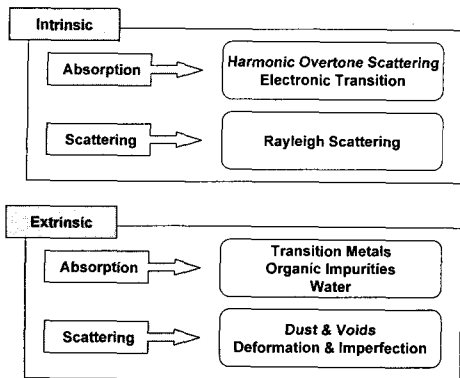 Intrinsic
Absorption
Harmonic Overtone Scattering
Electronic Transition
Scattering
Rayleigh Scattering
Extrinsic
Absorption
Transition Metals
Organic Impurities
Water
Scattering
Dust & Voids
Deformation & Imperfection